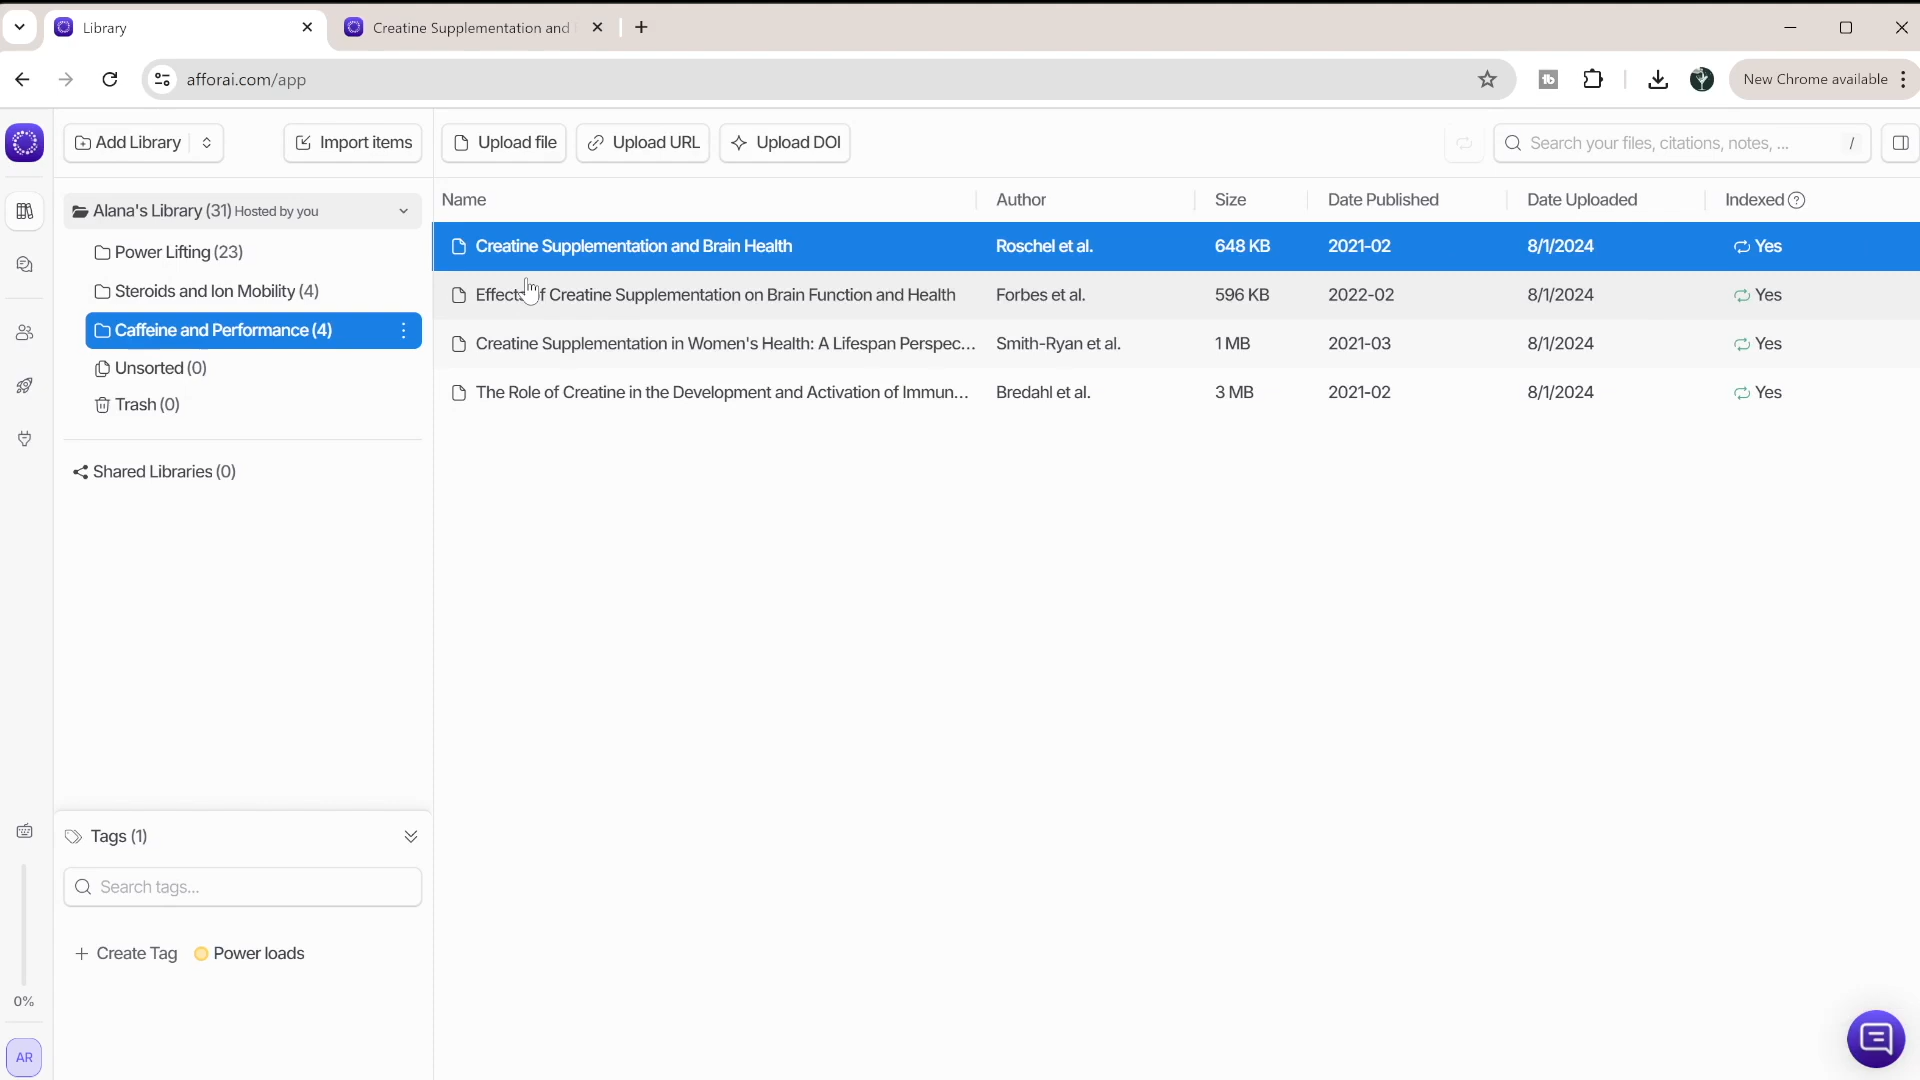 Library
Creatine Supplementation and
afforai.com/app
New Chrome available
Add Library
Import items
Upload file
Upload URL
Upload DOI
Search your files, citations, notes, ...
/
Alana's Library (31) Hosted by you
Power Lifting (23)
Steroids and Ion Mobility (4)
Caffeine and Performance (4)
Unsorted (0)
Trash (0)
Shared Libraries (0)
Name Author Size Date Published Date Uploaded Indexed ?
Creatine Supplementation and Brain Health Roschel et al. 648 KB 2021-02 8/1/2024 Yes
Effects of Creatine Supplementation on Brain Function and Health Forbes et al. 596 KB 2022-02 8/1/2024 Yes
Creatine Supplementation in Women's Health: A Lifespan Perspec... Smith-Ryan et al. 1 MB 2021-03 8/1/2024 Yes
The Role of Creatine in the Development and Activation of Immun... Bredahl et al. 3 MB 2021-02 8/1/2024 Yes
Tags (1)
Search tags...
+ Create Tag
Power loads
0%
AR